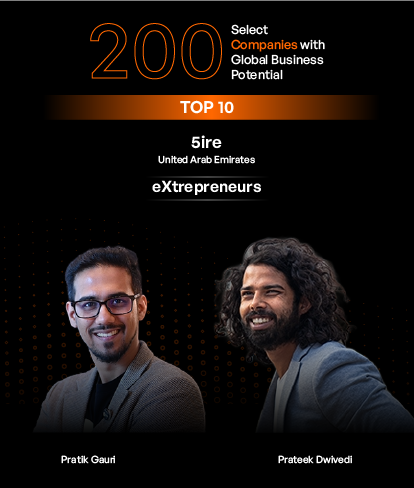 200
Select
Companies with
Global Business
Potential
TOP 10
5ire
United Arab Emirates
eXtrepreneurs
Pratik Gauri
Prateek Dwivedi